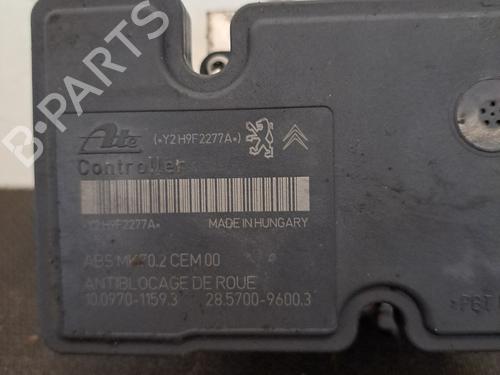 B-PARTS
Ate
(*Y2H9F2277A*)
Controller
*Y2H9F2277A*
MADE IN HUNGARY
ABS MK70.2 CEM 00
ANTIBLOCAGE DE ROUE
10.0970-1159.3 28.5700-9600.3
>PBT